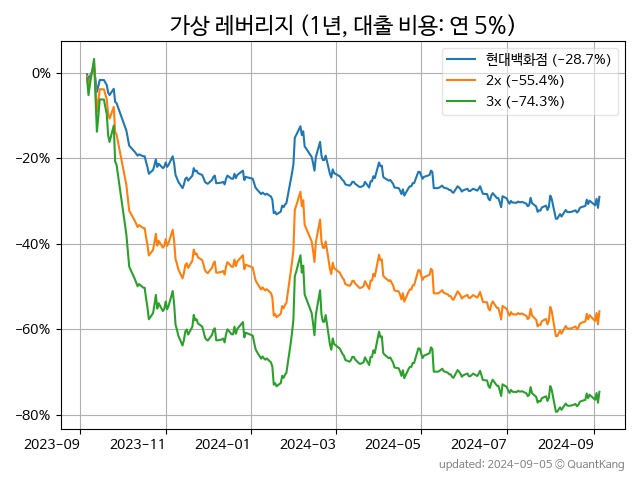 가상 레버리지 (1년, 대출 비용: 연 5%)
현대백화점 (-28.7%)
2x (-55.4%)
3x (-74.3%)
0%
-20%
-40%
-60%
-80%
2023-09 2023-11 2024-01 2024-03 2024-05 2024-07 2024-09
updated: 2024-09-05 © QuantKang